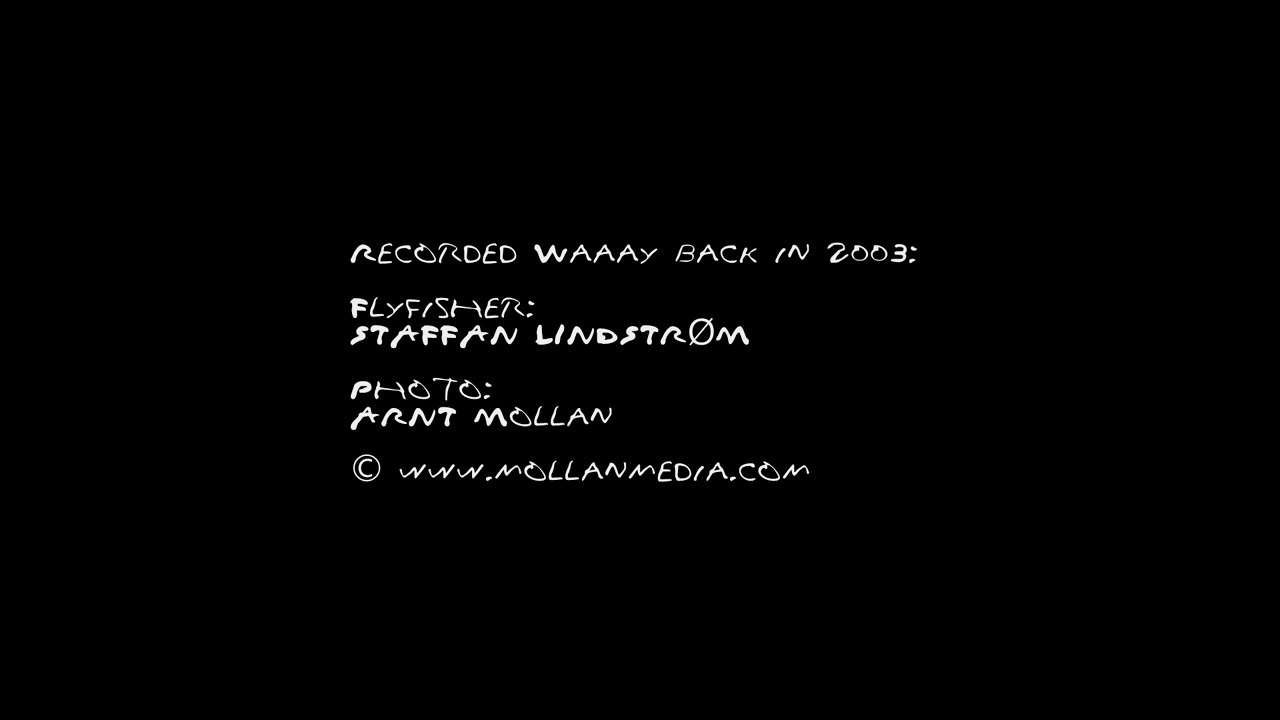 Recorded Waaay back in 2003:
Flyfisher:
STAFFAN LINDSTRØM
Photo:
ARNT MOLLAN
© www.mollanmedia.com